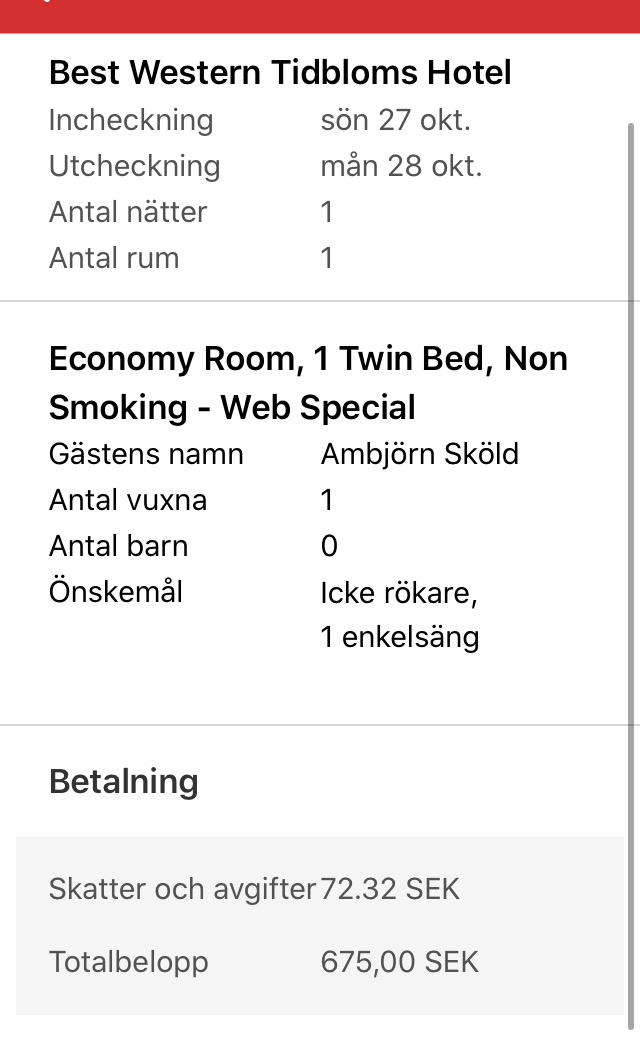 Best Western Tidbloms Hotel
Incheckning sön 27 okt.
Utcheckning mån 28 okt.
Antal nätter 1
Antal rum 1
Economy Room, 1 Twin Bed, Non
Smoking - Web Special
Gästens namn Ambjörn Sköld
Antal vuxna 1
Antal barn 0
Önskemål Icke rökare,
1 enkelsäng
Betalning
Skatter och avgifter 72.32 SEK
Totalbelopp 675,00 SEK